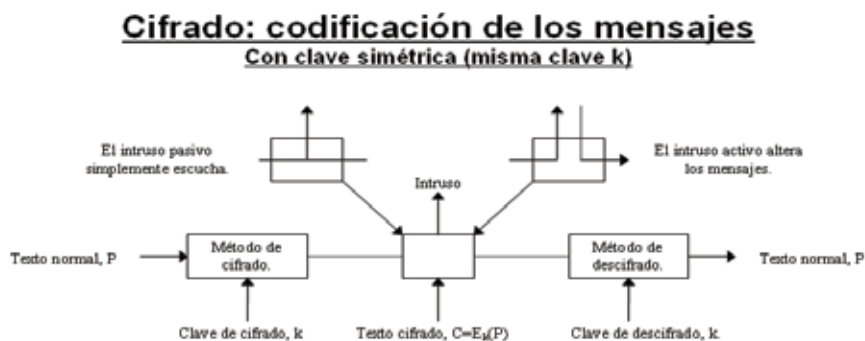 Cifrado: codificación de los mensajes
Con clave simétrica (misma clave k)
El intruso pasivo
simplemente escucha.
El intruso activo altera
los mensajes.
Intruso
Texto normal, P
Método de
cifrado.
Método de
descifrado.
Texto normal, P
Clave de cifrado, k
Texto cifrado, C=Eₖ(P)
Clave de descifrado, k.